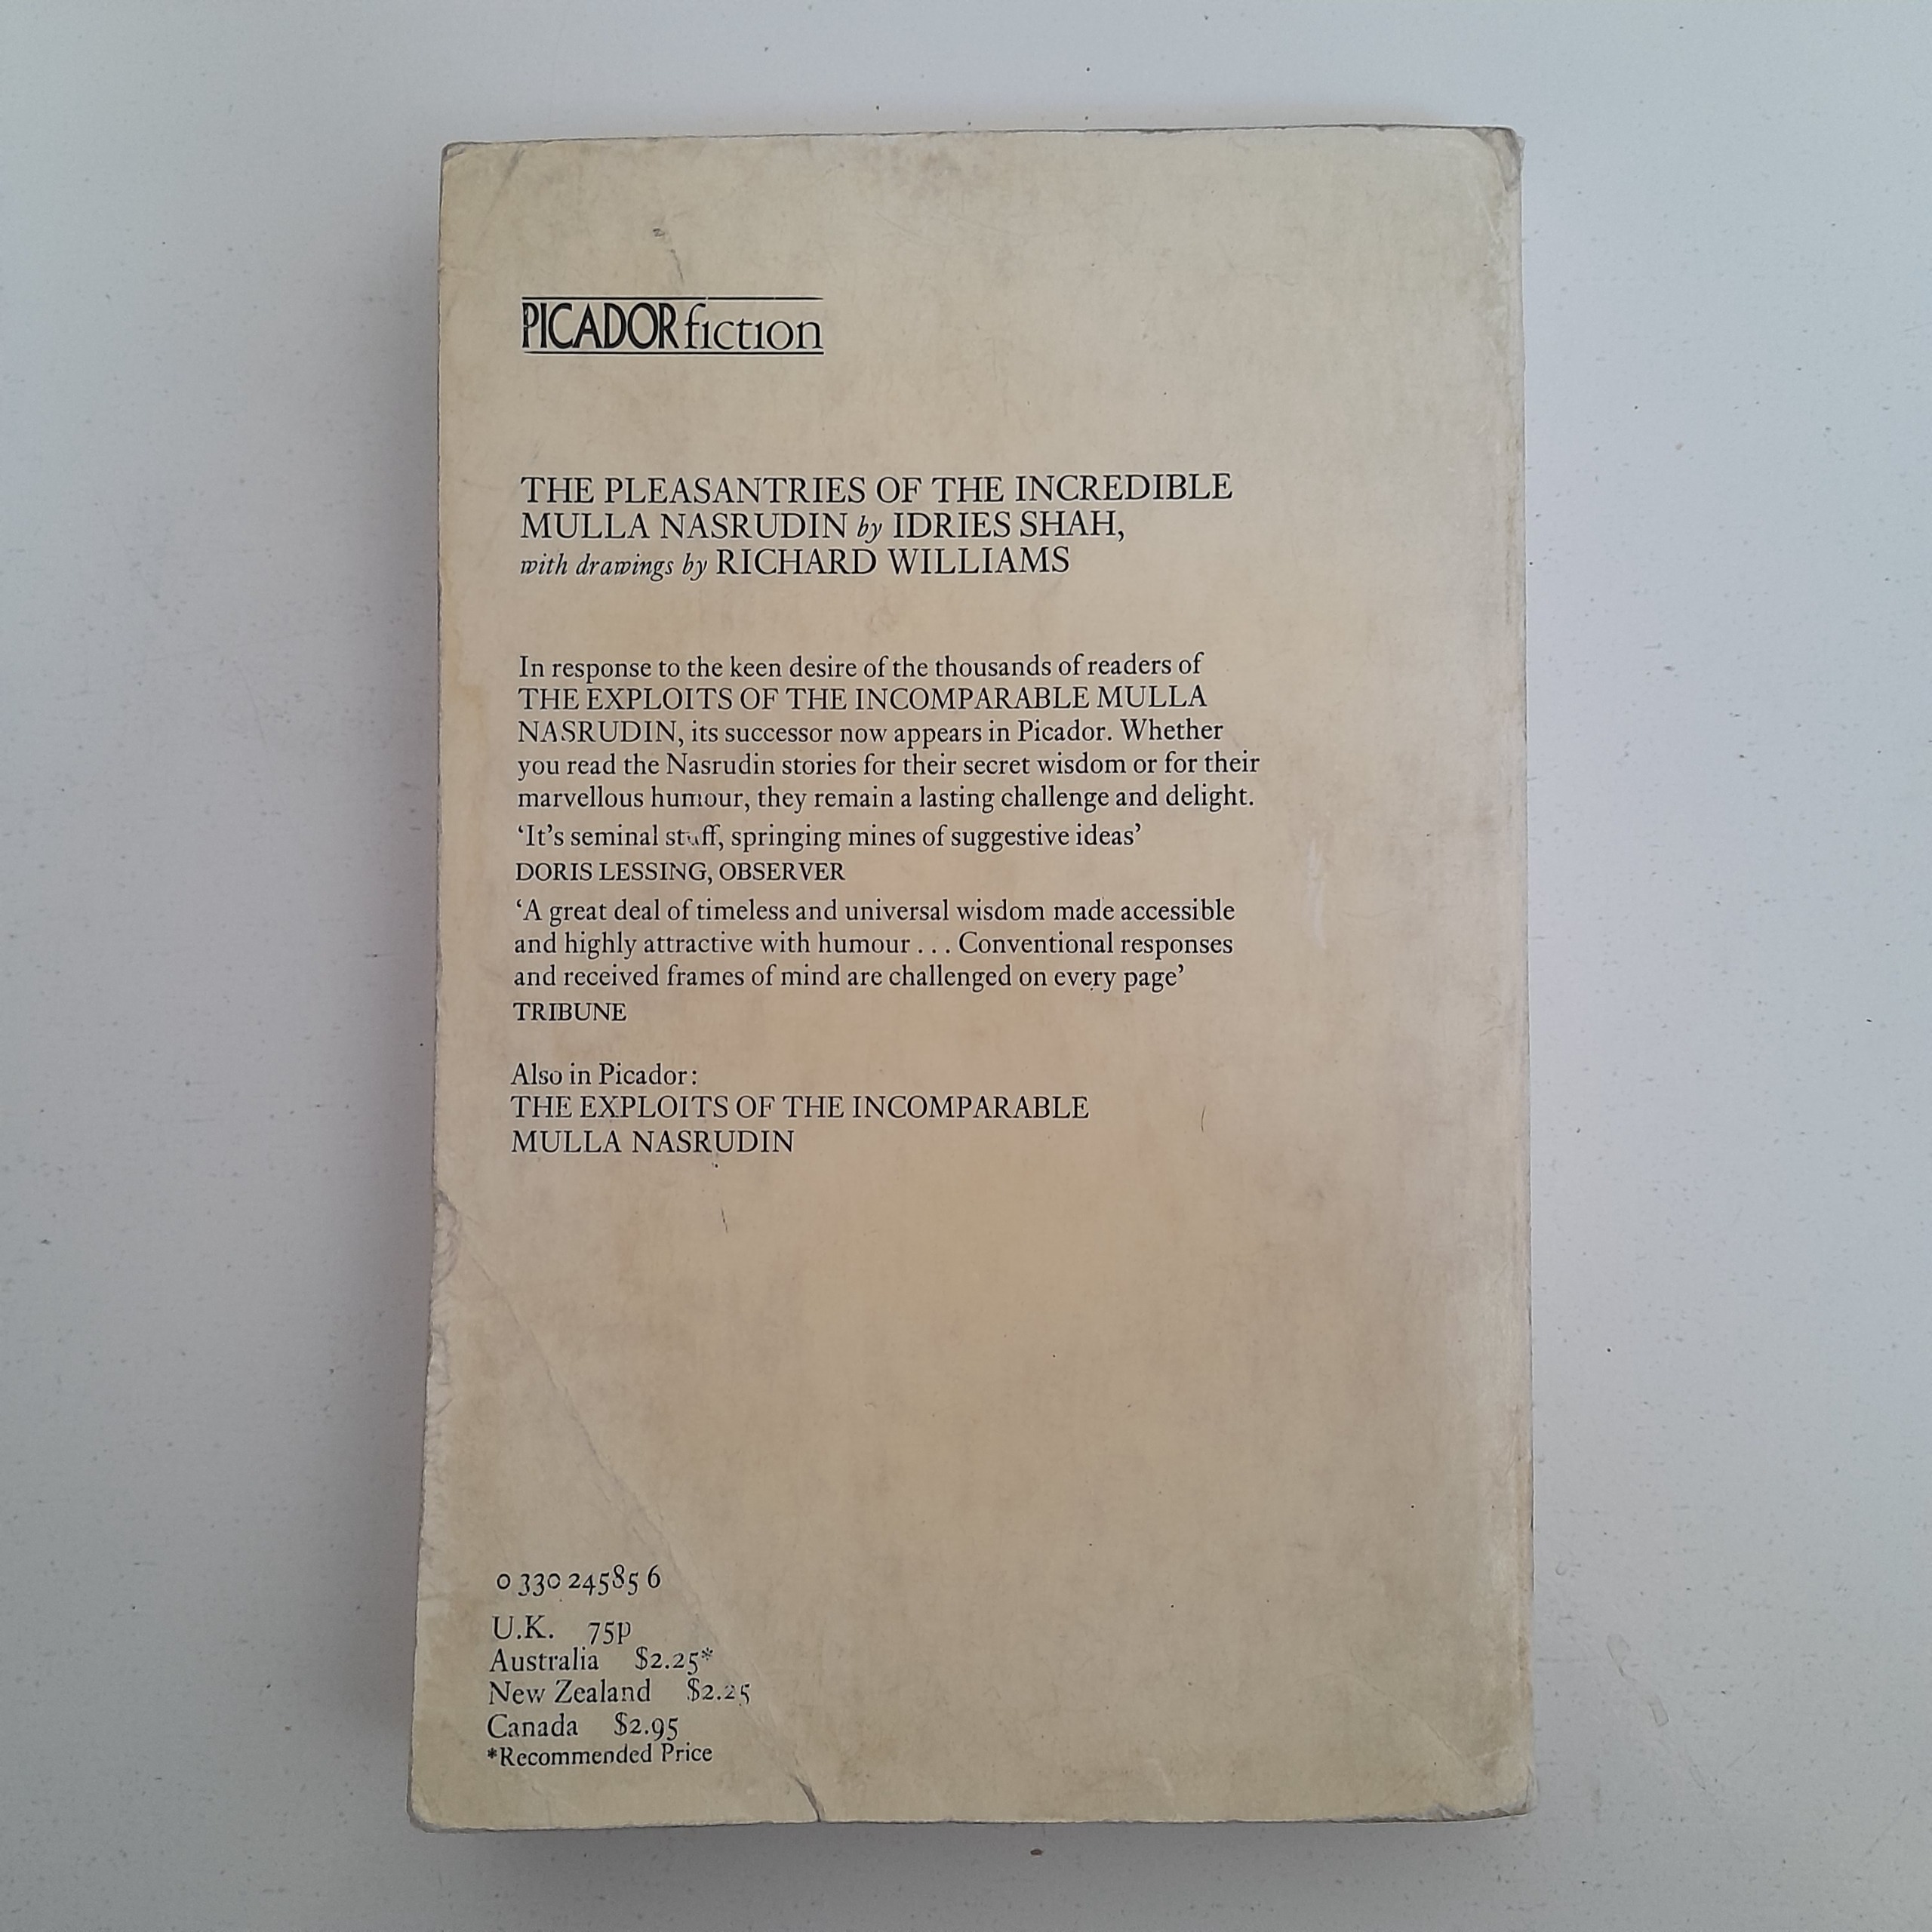 PICADOR fiction
THE PLEASANTRIES OF THE INCREDIBLE
MULLA NASRUDIN by IDRIES SHAH,
with drawings by RICHARD WILLIAMS
In response to the keen desire of the thousands of readers of
THE EXPLOITS OF THE INCOMPARABLE MULLA
NASRUDIN, its successor now appears in Picador. Whether
you read the Nasrudin stories for their secret wisdom or for their
marvellous humour, they remain a lasting challenge and delight.
‘It’s seminal stuff, springing mines of suggestive ideas’
DORIS LESSING, OBSERVER
‘A great deal of timeless and universal wisdom made accessible
and highly attractive with humour . . . Conventional responses
and received frames of mind are challenged on every page’
TRIBUNE
Also in Picador:
THE EXPLOITS OF THE INCOMPARABLE
MULLA NASRUDIN
0 330 24585 6
U.K. 75p
Australia $2.25*
New Zealand $2.25
Canada $2.95
*Recommended Price